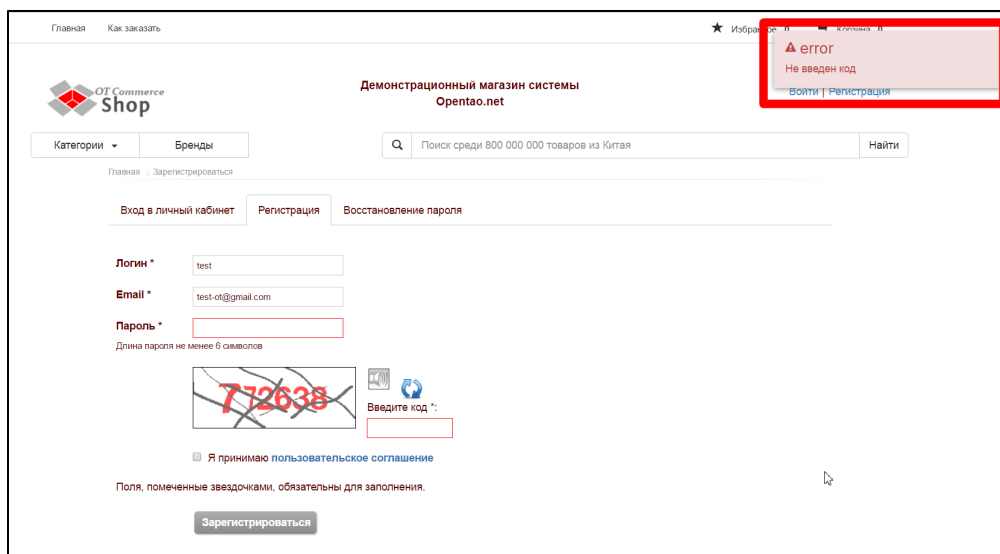 Главная Как заказать
Избранное 0 Корзина 0
error
Не введен код
Войти | Регистрация
OT Commerce
Shop
Демонстрационный магазин системы
Opentao.net
Категории Бренды Поиск среди 800 000 000 товаров из Китая Найти
Главная Зарегистрироваться
Вход в личный кабинет Регистрация Восстановление пароля
Логин * test
Email * test-ot@gmail.com
Пароль *
Длина пароля не менее 6 символов
772638
Введите код *:
Я принимаю пользовательское соглашение
Поля, помеченные звездочками, обязательны для заполнения.
Зарегистрироваться